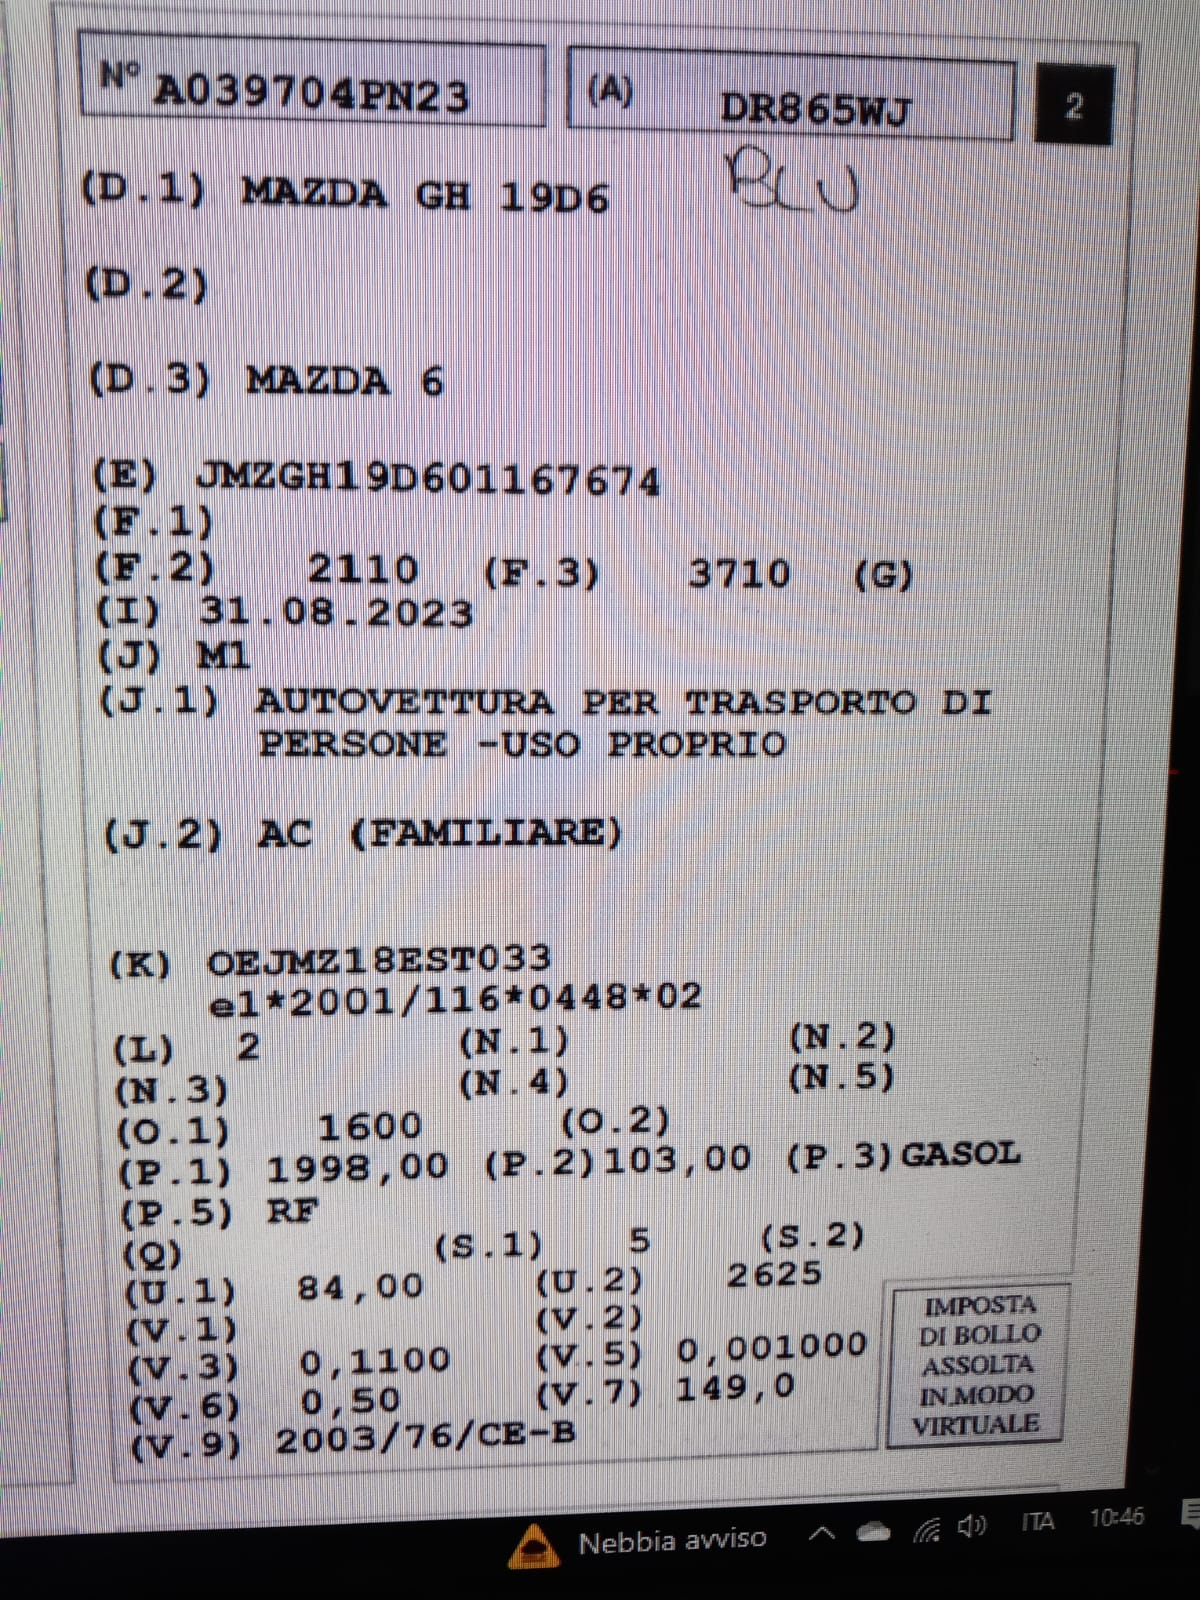 N° A039704PN23
(A) DR865WJ
2
(D.1) MAZDA GH 19D6
BLU
(D.2)
(D.3) MAZDA 6
(E) JMZGH19D601167674
(F.1)
(F.2) 2110 (F.3) 3710 (G)
(I) 31.08.2023
(J) M1
(J.1) AUTOVETTURA PER TRASPORTO DI
PERSONE -USO PROPRIO
(J.2) AC (FAMILIARE)
(K) OEJMZ18EST033
e1*2001/116*0448*02
(L) 2 (N.1) (N.2)
(N.3) (N.4) (N.5)
(O.1) 1600 (O.2)
(P.1) 1998,00 (P.2)103,00 (P.3)GASOL
(P.5) RF
(Q) (S.1) 5 (S.2)
(U.1) 84,00 (U.2) 2625
(V.1) (V.2)
(V.3) 0,1100 (V.5) 0,001000
(V.6) 0,50 (V.7) 149,0
(V.9) 2003/76/CE-B
IMPOSTA
DI BOLLO
ASSOLTA
IN MODO
VIRTUALE
Nebbia avviso ITA 10:46